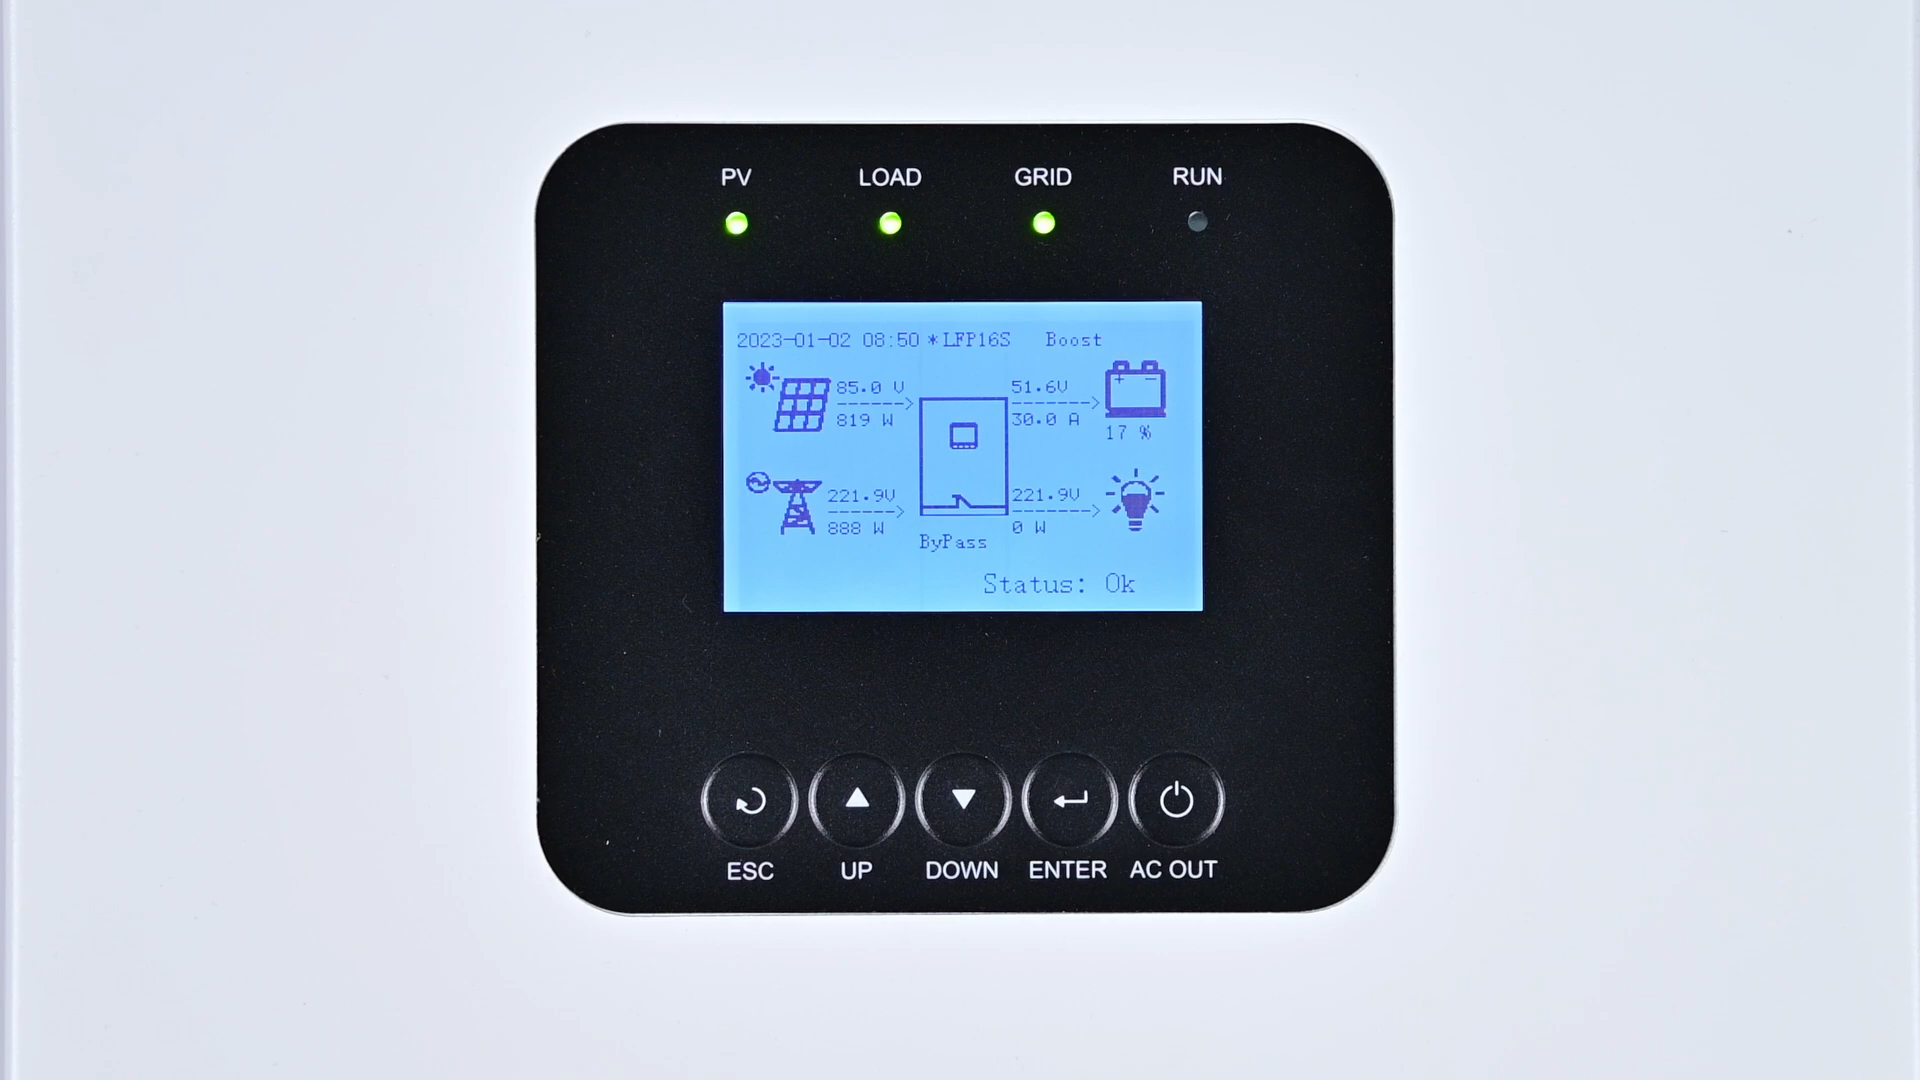 PV LOAD GRID RUN
2023-01-02 08:50 *LFP16S Boost
85.0 V 51.6V
819 W 30.0 A
17 %
221.9V 221.9V
888 W 0 W
ByPass
Status: Ok
ESC UP DOWN ENTER AC OUT